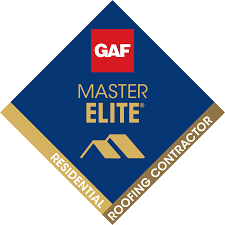 GAF
MASTER
ELITE®
RESIDENTIAL
ROOFING CONTRACTOR